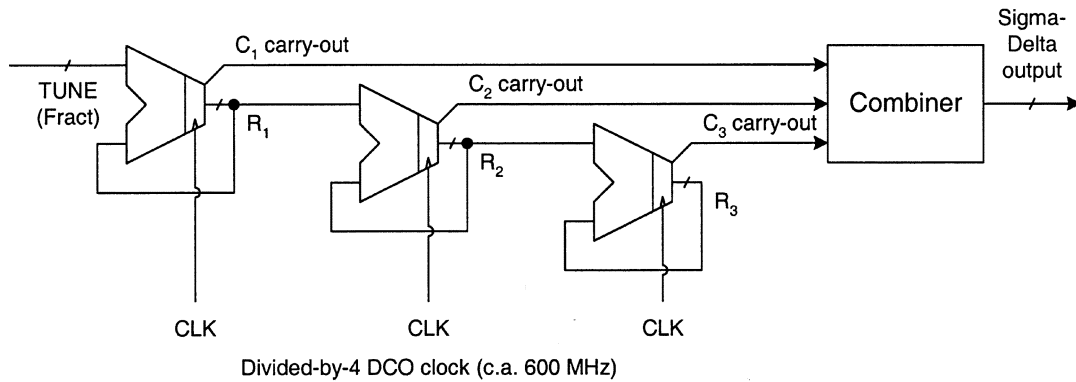 Sigma-
Delta
output
C₁ carry-out
TUNE
(Fract)
R₁
C₂ carry-out
Combiner
R₂
C₃ carry-out
R₃
CLK
CLK
CLK
Divided-by-4 DCO clock (c.a. 600 MHz)